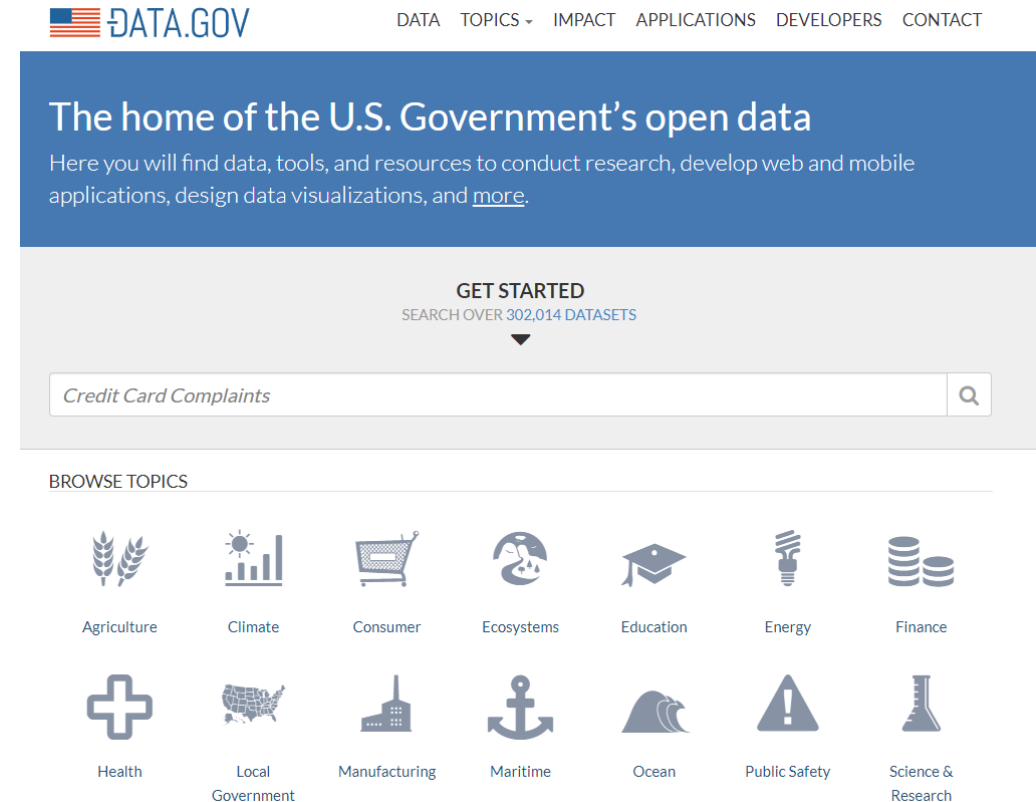 DATA.GOV
DATA TOPICS IMPACT APPLICATIONS DEVELOPERS CONTACT
The home of the U.S. Government’s open data
Here you will find data, tools, and resources to conduct research, develop web and mobile
applications, design data visualizations, and more.
GET STARTED
SEARCH OVER 302,014 DATASETS
Credit Card Complaints
BROWSE TOPICS
Agriculture Climate Consumer Ecosystems Education Energy Finance
Health Local Manufacturing Maritime Ocean Public Safety Science &
Government Research